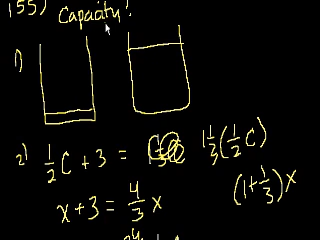 155) Capacity!
1)
2) 1/2 C + 3 = 1 1/3 (1/2 C)
x + 3 = 4/3 x (1 + 1/3) x